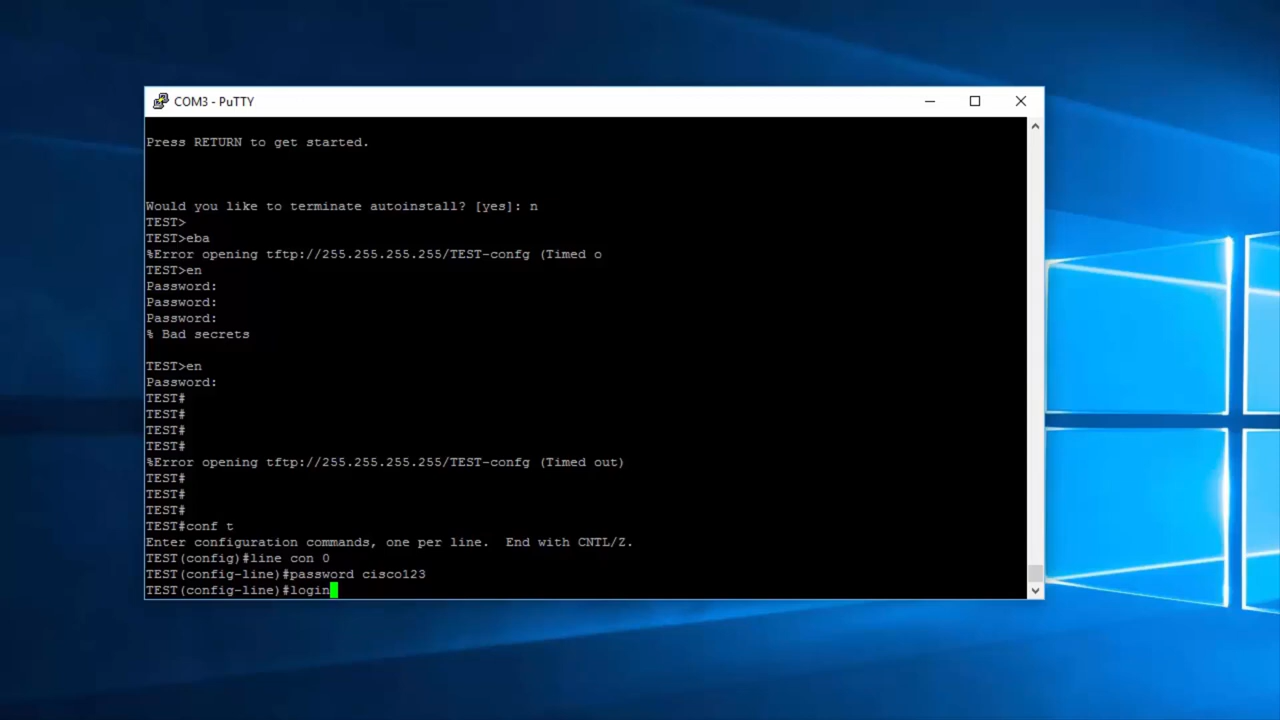 COM3 - PuTTY
Press RETURN to get started.
Would you like to terminate autoinstall? [yes]: n
TEST>
TEST>eba
%Error opening tftp://255.255.255.255/TEST-confg (Timed o
TEST>en
Password:
Password:
Password:
% Bad secrets
TEST>en
Password:
TEST#
TEST#
TEST#
TEST#
%Error opening tftp://255.255.255.255/TEST-confg (Timed out)
TEST#
TEST#
TEST#
TEST#conf t
Enter configuration commands, one per line.  End with CNTL/Z.
TEST(config)#line con 0
TEST(config-line)#password cisco123
TEST(config-line)#login